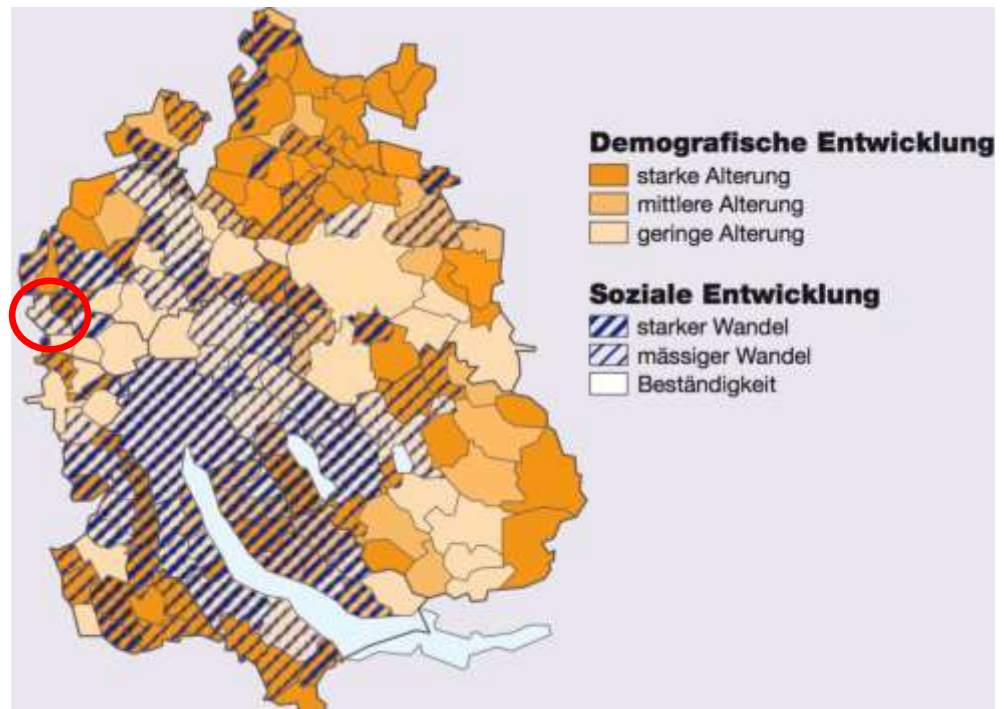 Demografische Entwicklung
starke Alterung
mittlere Alterung
geringe Alterung
Soziale Entwicklung
starker Wandel
mässiger Wandel
Beständigkeit